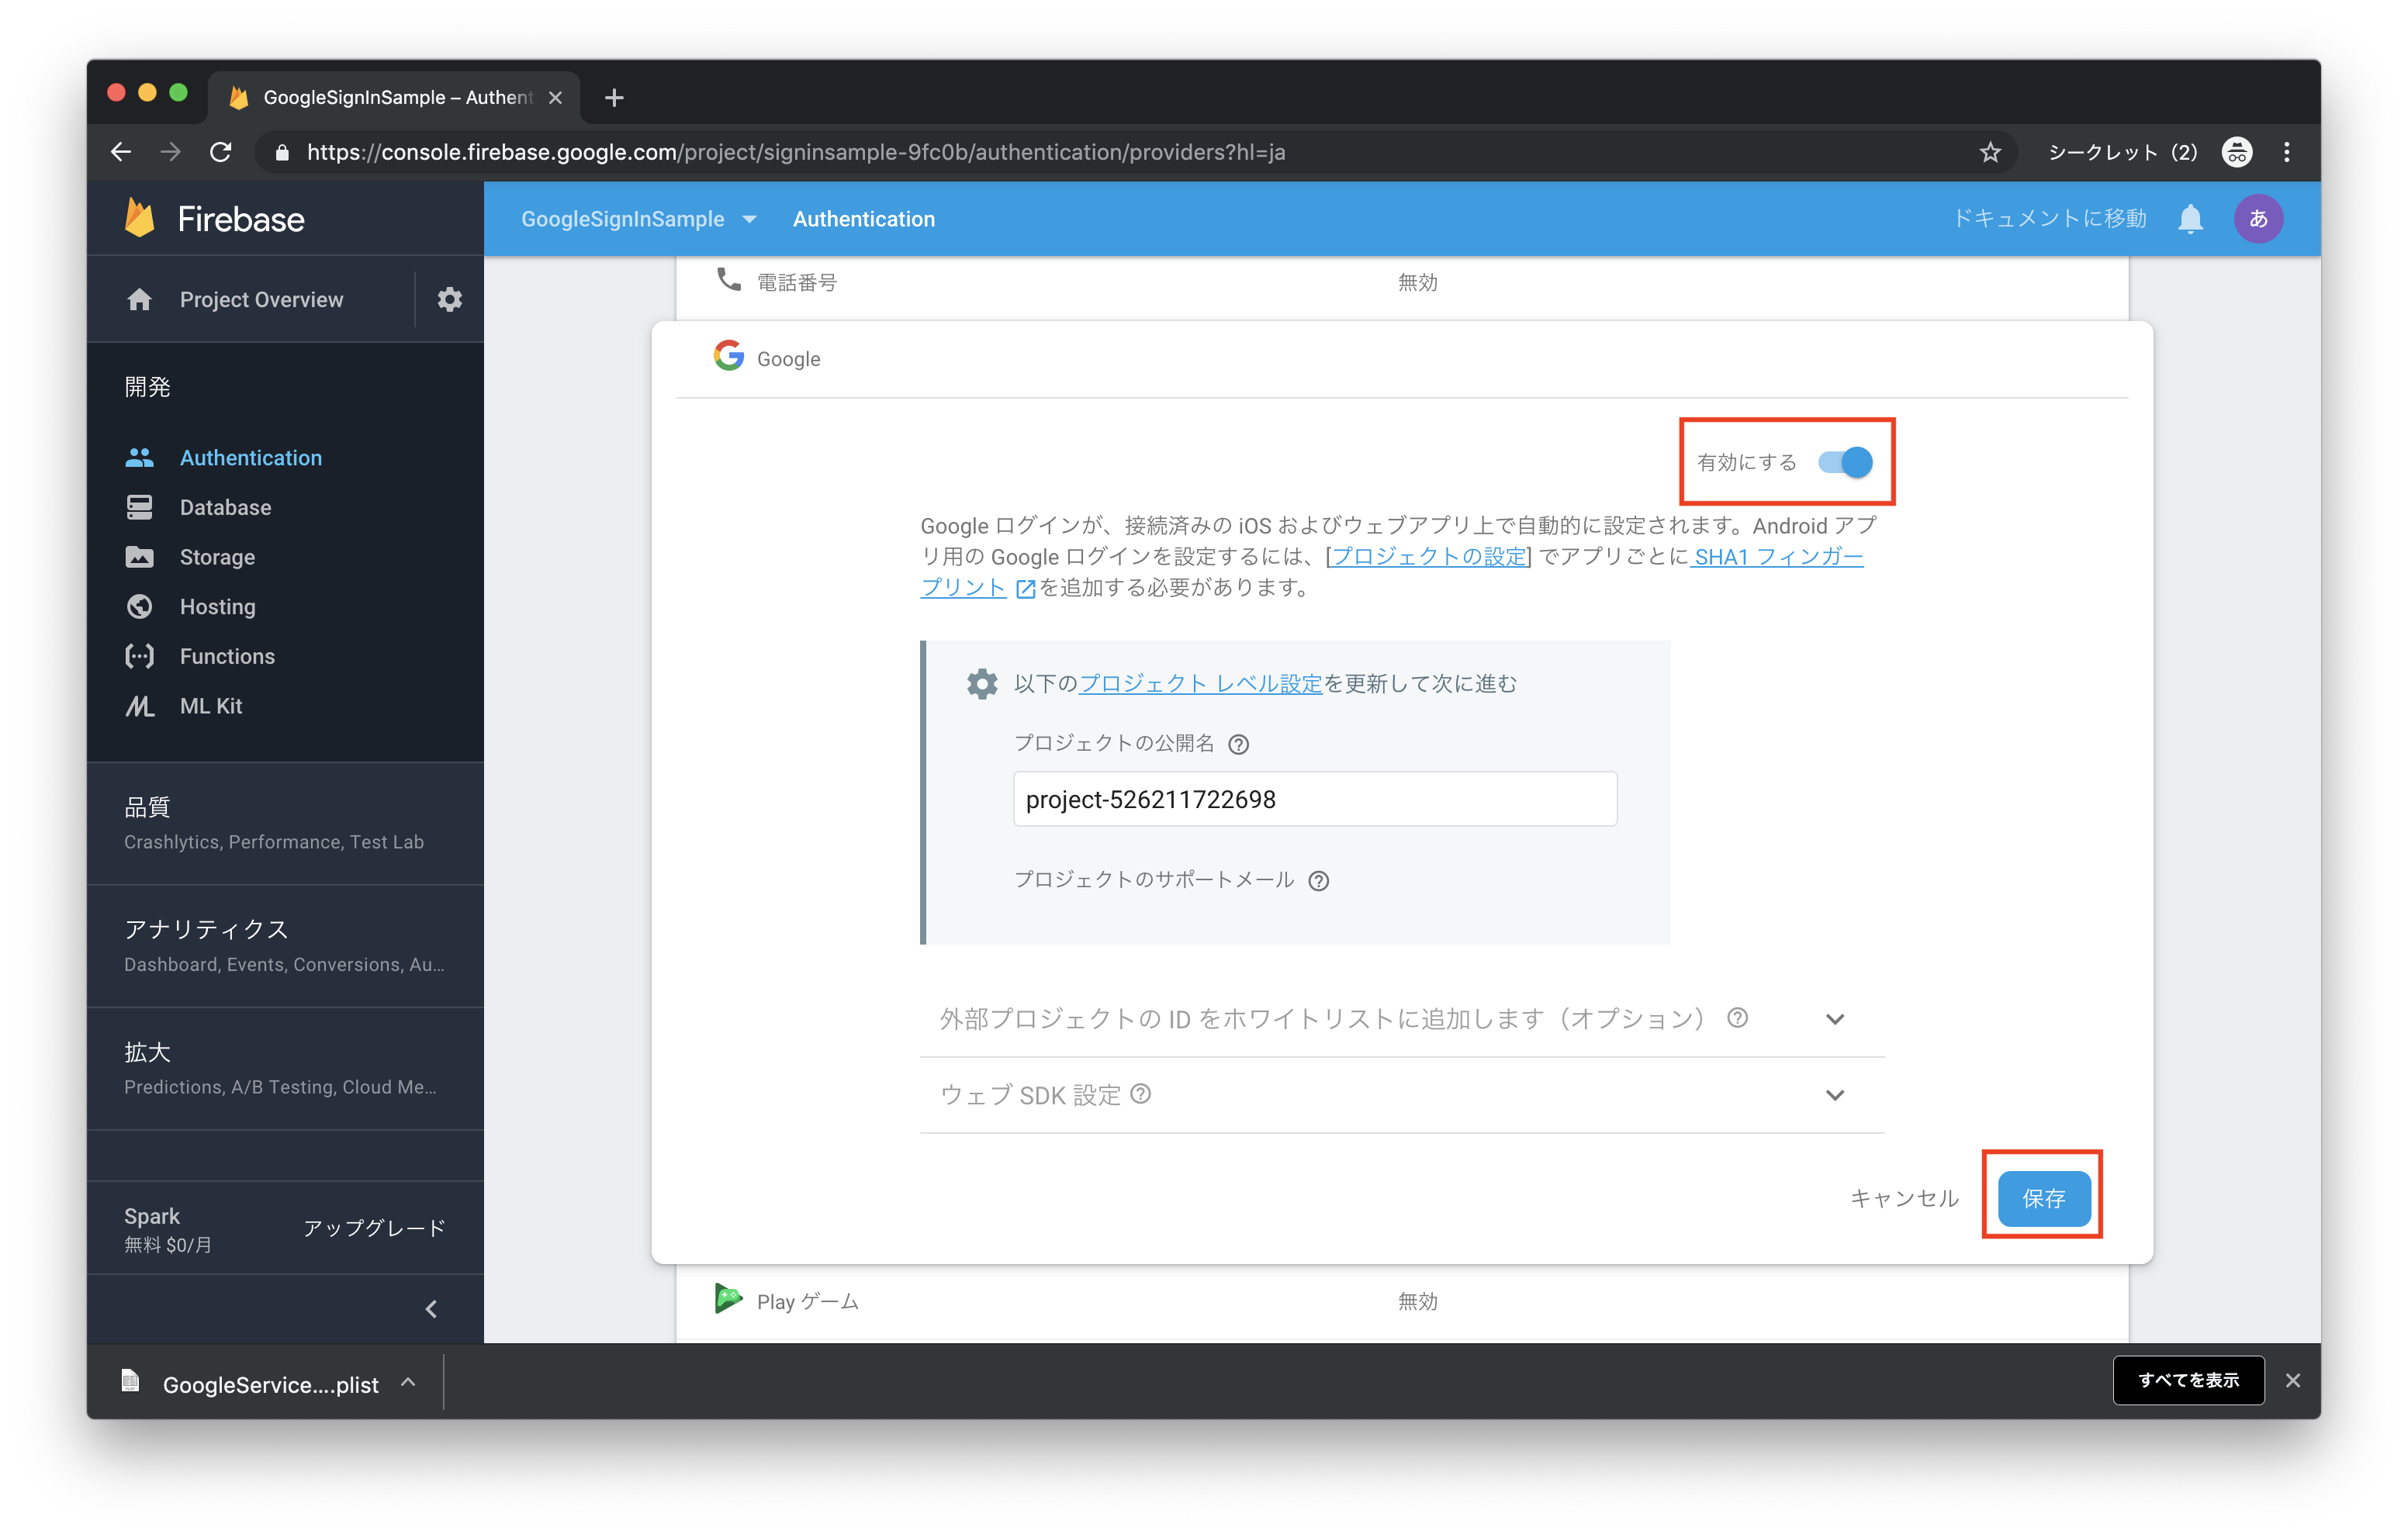 GoogleSignInSample – Authent
https://console.firebase.google.com/project/signinsample-9fc0b/authentication/providers?hl=ja
シークレット（2）
Firebase
GoogleSignInSample
Authentication
ドキュメントに移動
あ
Project Overview
開発
Authentication
Database
Storage
Hosting
Functions
ML Kit
品質
Crashlytics, Performance, Test Lab
アナリティクス
Dashboard, Events, Conversions, Au...
拡大
Predictions, A/B Testing, Cloud Me...
Spark
無料 $0/月
アップグレード
電話番号
無効
Google
有効にする
Google ログインが、接続済みの iOS およびウェブアプリ上で自動的に設定されます。Android アプ
リ用の Google ログインを設定するには、[プロジェクトの設定] でアプリごとに SHA1 フィンガー
プリント を追加する必要があります。
以下のプロジェクト レベル設定を更新して次に進む
プロジェクトの公開名
project-526211722698
プロジェクトのサポートメール
外部プロジェクトの ID をホワイトリストに追加します（オプション）
ウェブ SDK 設定
キャンセル
保存
Play ゲーム
無効
GoogleService....plist
すべてを表示